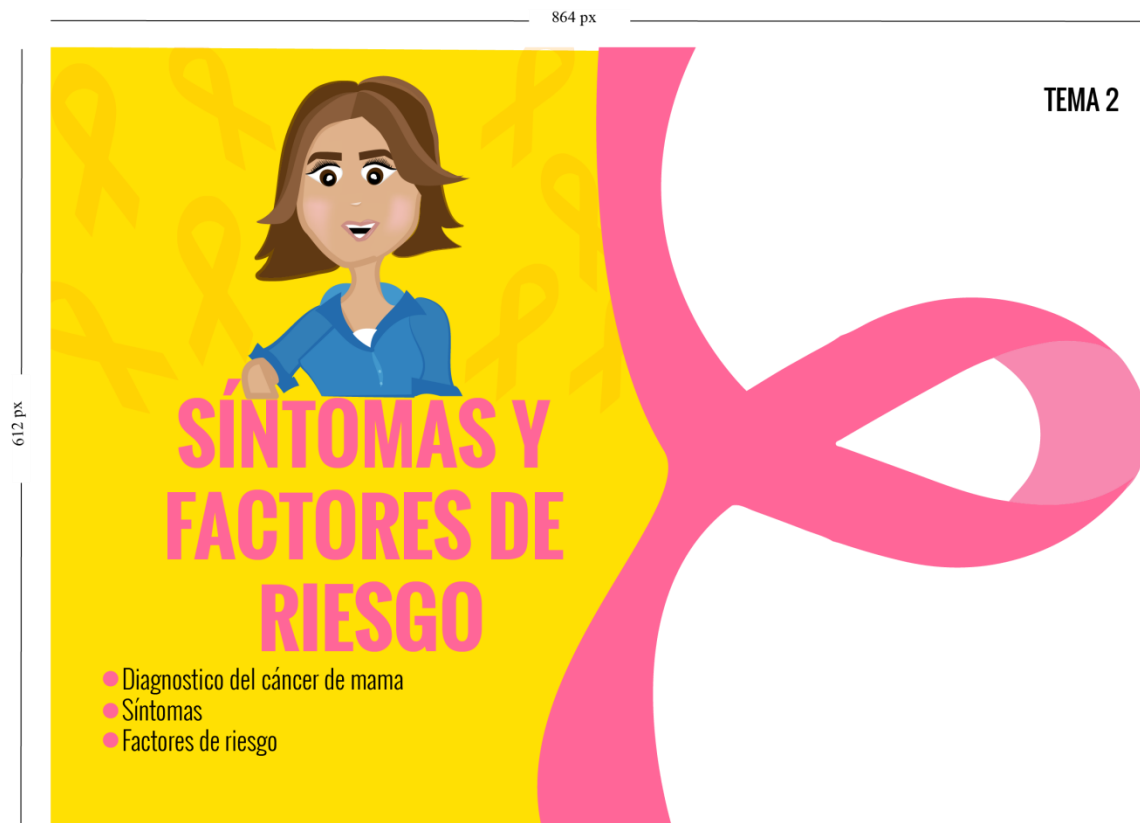 864 px
TEMA 2
612 px
SÍNTOMAS Y
FACTORES DE
RIESGO
Diagnostico del cáncer de mama
Síntomas
Factores de riesgo